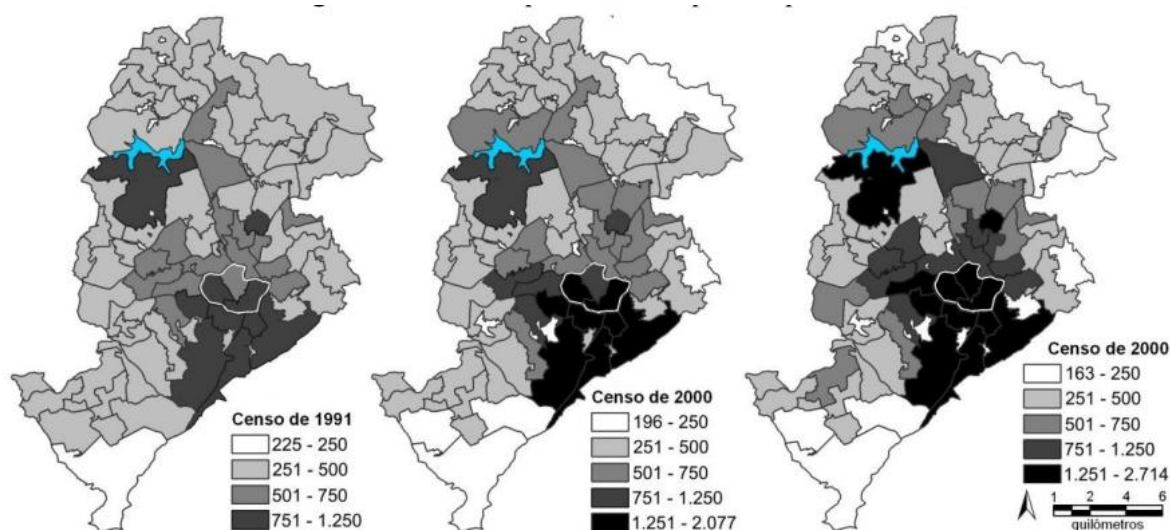 Censo de 1991
225 - 250
251 - 500
501 - 750
751 - 1.250
Censo de 2000
196 - 250
251 - 500
501 - 750
751 - 1.250
1.251 - 2.077
Censo de 2000
163 - 250
251 - 500
501 - 750
751 - 1.250
1.251 - 2.714
1 2 4 6
quilômetros